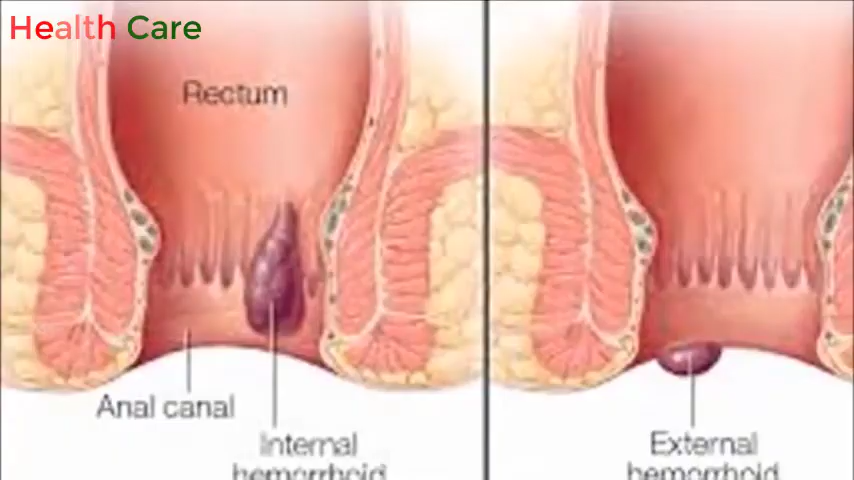 Health Care
Rectum
Anal canal
Internal
hemorrhoid
External
hemorrhoid